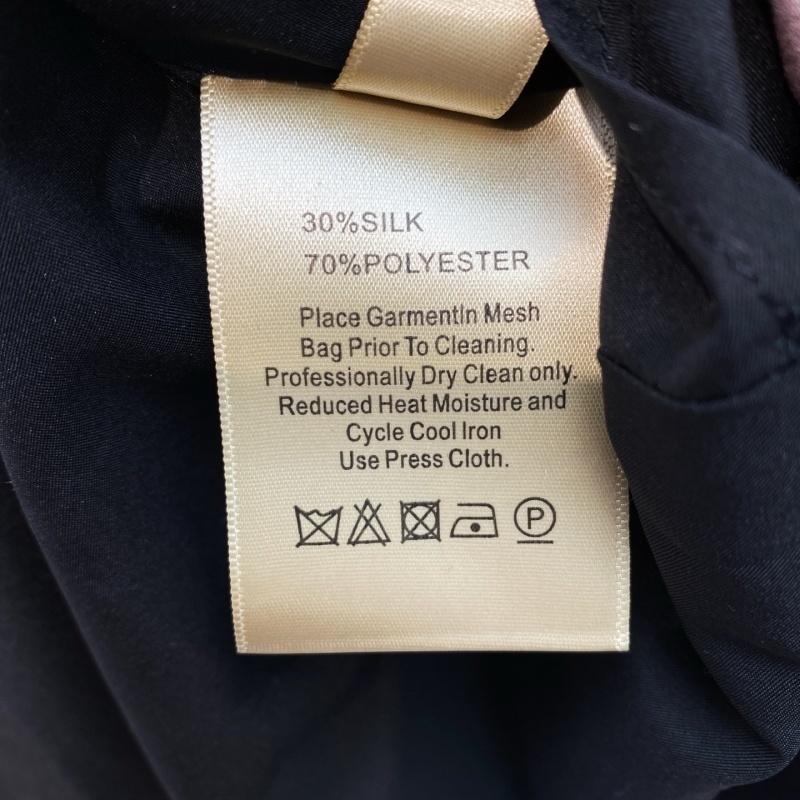 30%SILK
70%POLYESTER
Place GarmentIn Mesh
Bag Prior To Cleaning.
Professionally Dry Clean only.
Reduced Heat Moisture and
Cycle Cool Iron
Use Press Cloth.
P